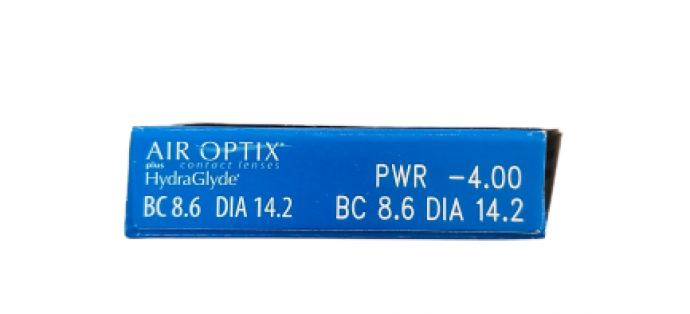 AIR OPTIX®
plus contact lenses
HydraGlyde®
BC 8.6 DIA 14.2
PWR -4.00
BC 8.6 DIA 14.2